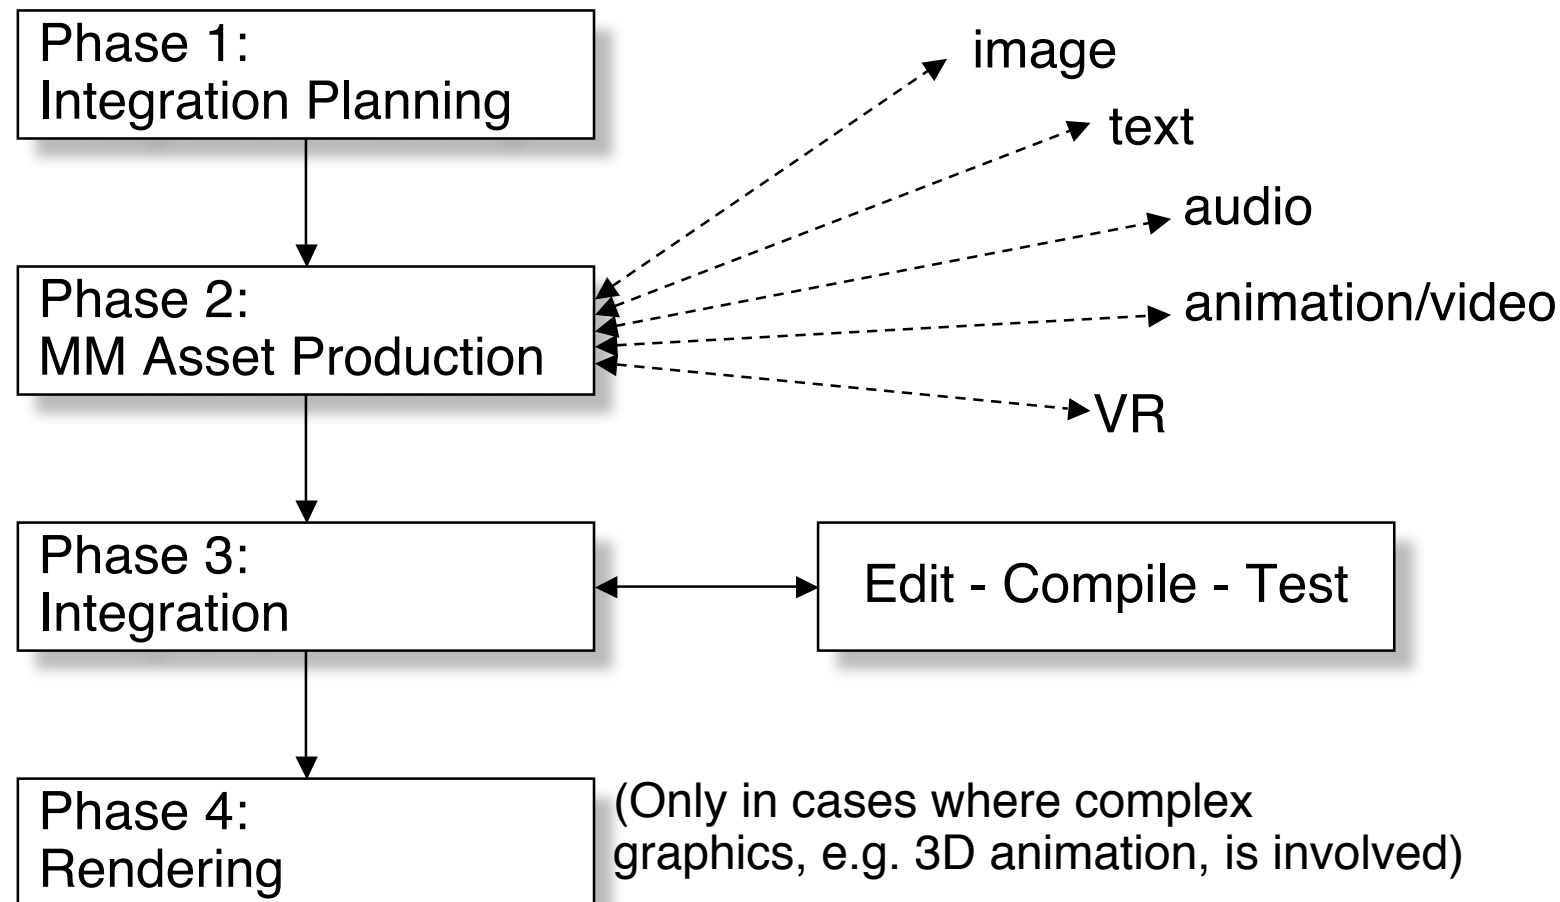 Phase 1:
Integration Planning
image
text
audio
animation/video
VR
Phase 2:
MM Asset Production
Phase 3:
Integration
Edit - Compile - Test
Phase 4:
Rendering
(Only in cases where complex
graphics, e.g. 3D animation, is involved)